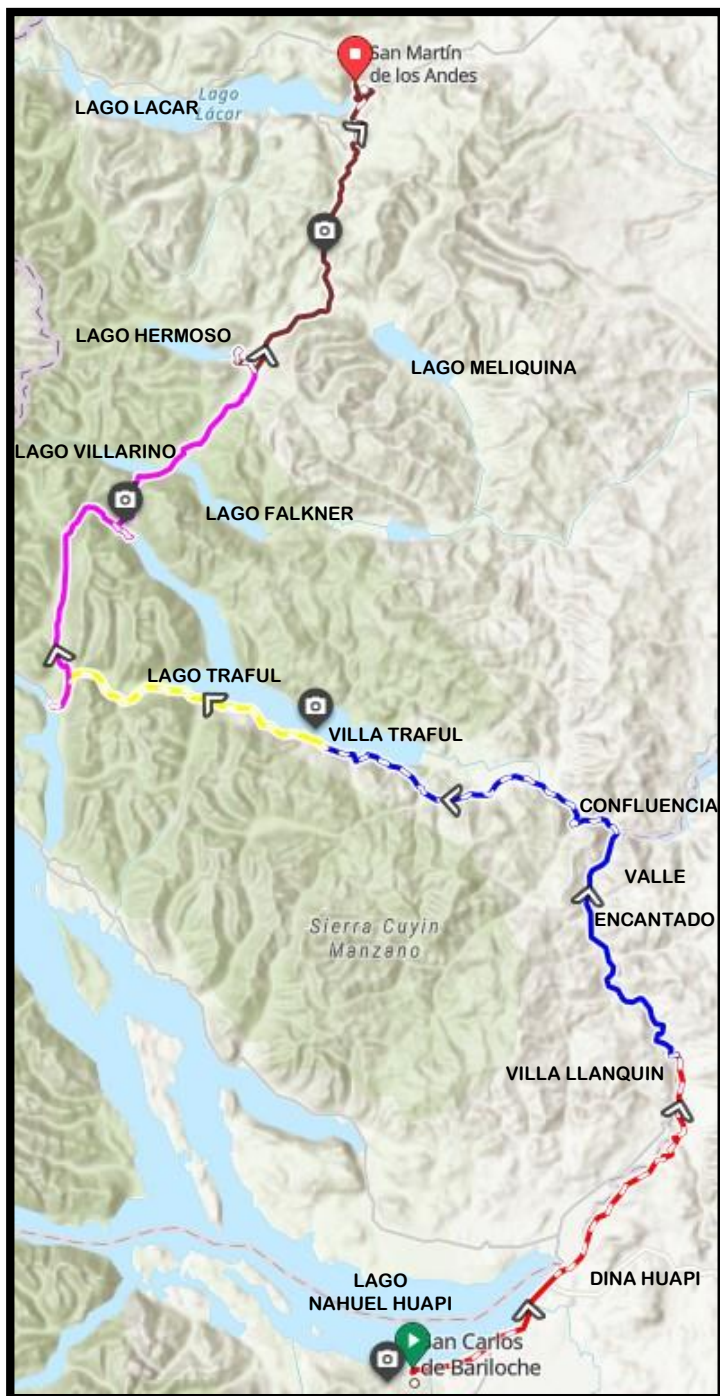 San Martín
de los Andes
LAGO LACAR
Lago
Lácar
LAGO HERMOSO
LAGO MELIQUINA
LAGO VILLARINO
LAGO FALKNER
LAGO TRAFUL
VILLA TRAFUL
CONFLUENCIA
VALLE
ENCANTADO
Sierra Cuyin
Manzano
VILLA LLANQUIN
DINA HUAPI
LAGO
NAHUEL HUAPI
San Carlos
de Bariloche